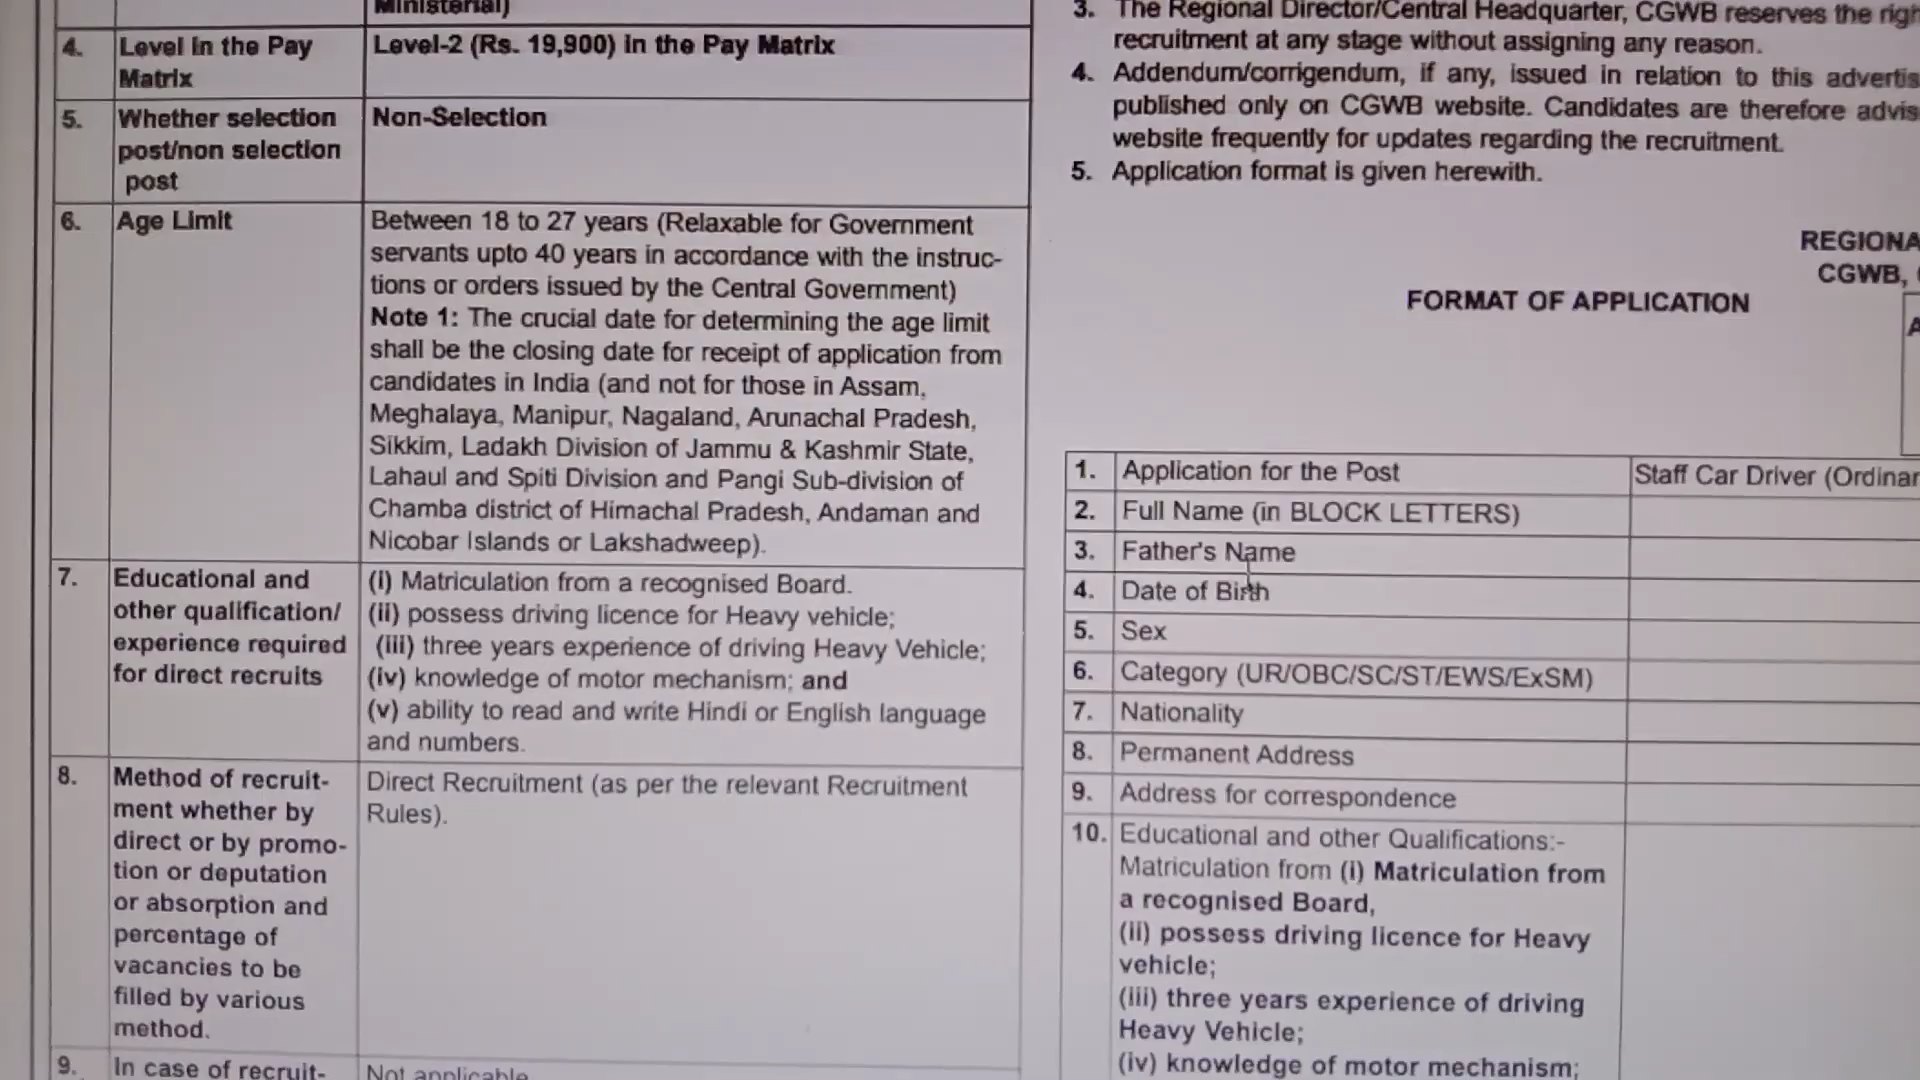 Ministerial)
4. Level in the Pay Matrix
Level-2 (Rs. 19,900) in the Pay Matrix
5. Whether selection post/non selection post
Non-Selection
6. Age Limit
Between 18 to 27 years (Relaxable for Government
servants upto 40 years in accordance with the instruc-
tions or orders issued by the Central Government)
Note 1: The crucial date for determining the age limit
shall be the closing date for receipt of application from
candidates in India (and not for those in Assam,
Meghalaya, Manipur, Nagaland, Arunachal Pradesh,
Sikkim, Ladakh Division of Jammu & Kashmir State,
Lahaul and Spiti Division and Pangi Sub-division of
Chamba district of Himachal Pradesh, Andaman and
Nicobar Islands or Lakshadweep).
7. Educational and
other qualification/
experience required
for direct recruits
(i) Matriculation from a recognised Board.
(ii) possess driving licence for Heavy vehicle;
(iii) three years experience of driving Heavy Vehicle;
(iv) knowledge of motor mechanism; and
(v) ability to read and write Hindi or English language
and numbers.
8. Method of recruit-
ment whether by
direct or by promo-
tion or deputation
or absorption and
percentage of
vacancies to be
filled by various
method.
Direct Recruitment (as per the relevant Recruitment
Rules).
9. In case of recruit-
Not applicable
3. The Regional Director/Central Headquarter, CGWB reserves the
recruitment at any stage without assigning any reason.
4. Addendum/corrigendum, if any, issued in relation to this
published only on CGWB website. Candidates are therefore
website frequently for updates regarding the recruitment.
5. Application format is given herewith.
CGWB,
FORMAT OF APPLICATION
1. Application for the Post
Staff Car Driver
2. Full Name (in BLOCK LETTERS)
3. Father's Name
4. Date of Birth
5. Sex
6. Category (UR/OBC/SC/ST/EWS/ExSM)
7. Nationality
8. Permanent Address
9. Address for correspondence
10. Educational and other Qualifications:-
Matriculation from (i) Matriculation from
a recognised Board,
(ii) possess driving licence for Heavy
vehicle;
(iii) three years experience of driving
Heavy Vehicle;
(iv) knowledge of motor mechanism;